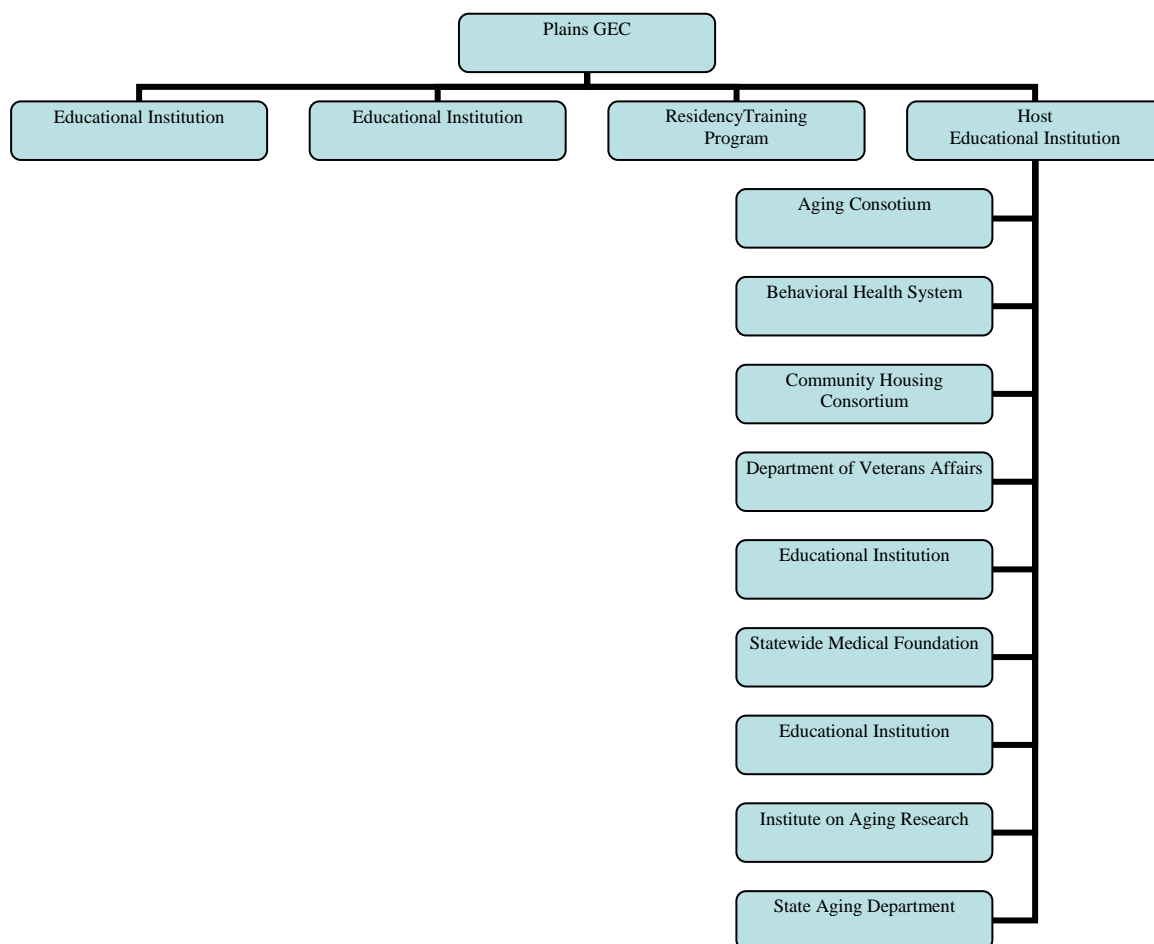 Plains GEC
Educational Institution
Educational Institution
ResidencyTraining
Program
Host
Educational Institution
Aging Consotium
Behavioral Health System
Community Housing
Consortium
Department of Veterans Affairs
Educational Institution
Statewide Medical Foundation
Educational Institution
Institute on Aging Research
State Aging Department